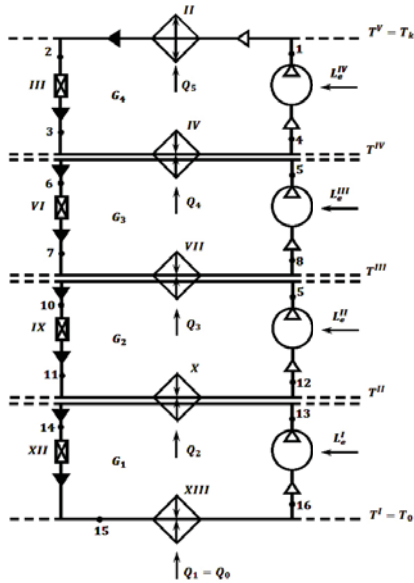 II
T^V = T_k
2
1
III
G_4
Q_5
L_e^{IV}
3
IV
4
T^{IV}
6
5
VI
G_3
Q_4
L_e^{III}
7
VII
8
T^{III}
10
5
IX
G_2
Q_3
L_e^{II}
11
X
12
T^{II}
14
13
XII
G_1
Q_2
L_e^I
XIII
16
15
T^I = T_0
Q_1 = Q_0